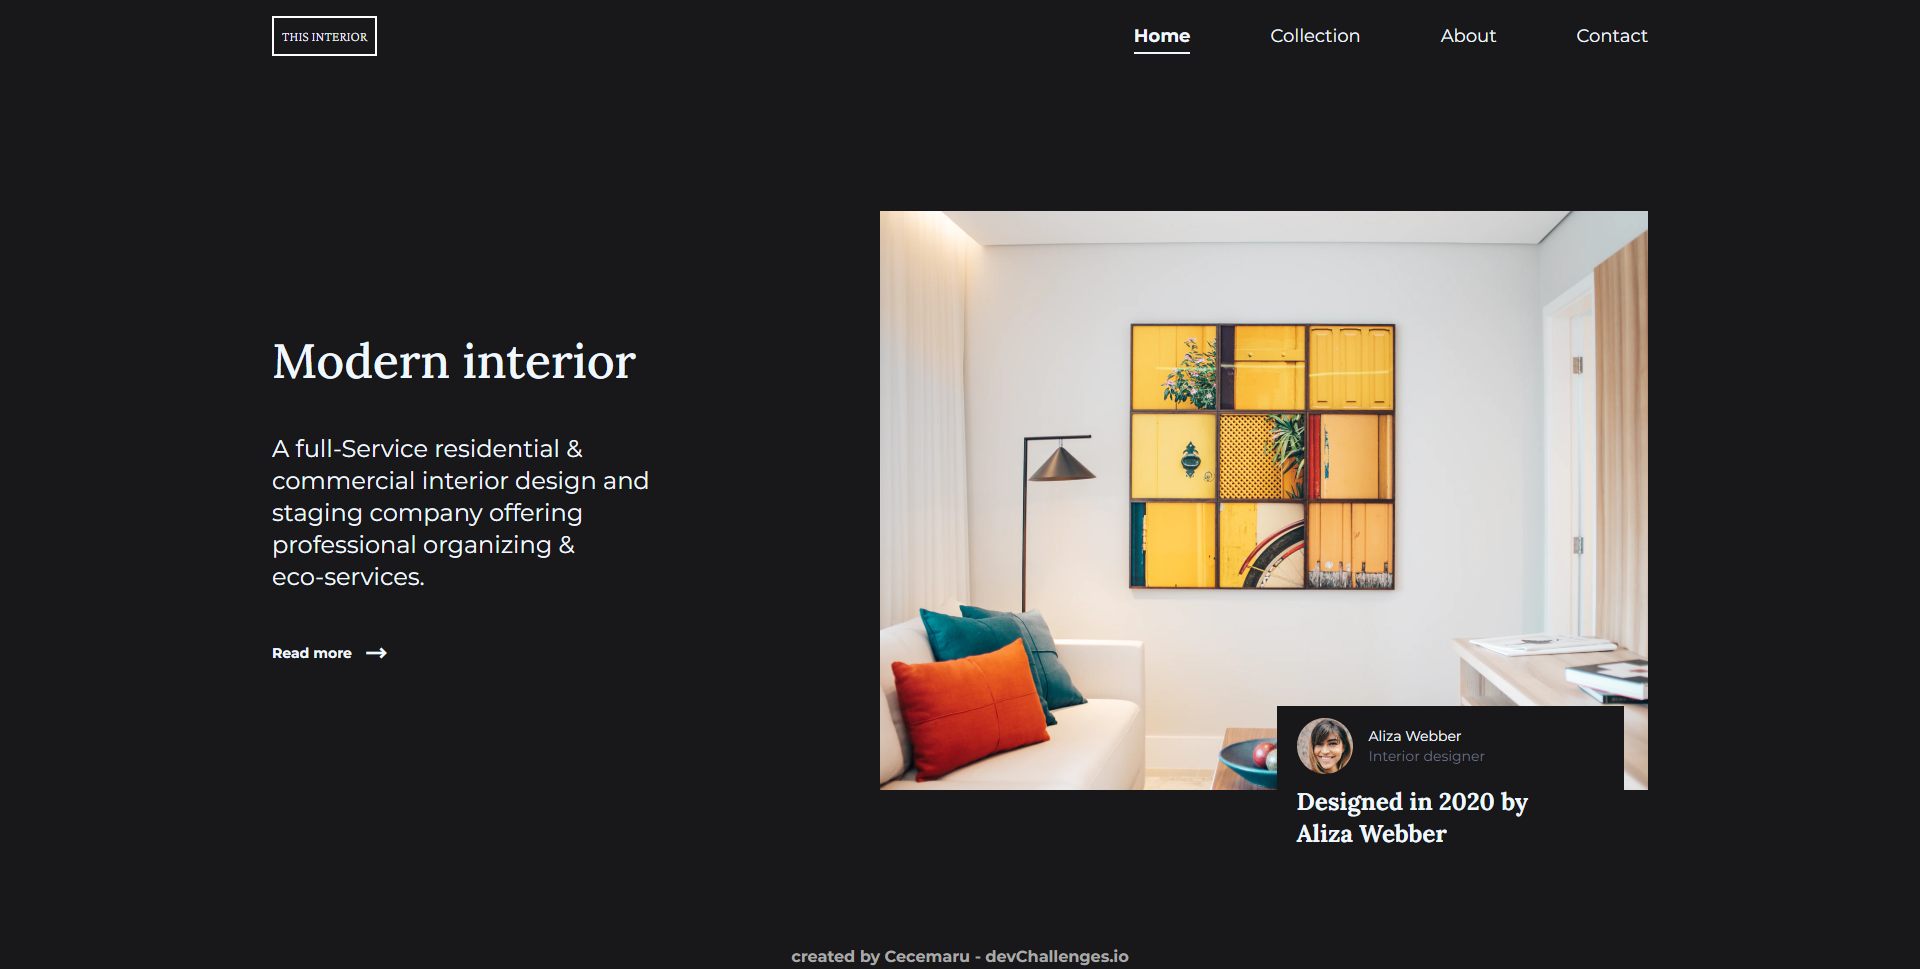 THIS INTERIOR
Home
Collection
About
Contact
Modern interior
A full-Service residential &
commercial interior design and
staging company offering
professional organizing &
eco-services.
Read more
Aliza Webber
Interior designer
Designed in 2020 by
Aliza Webber
created by Cecemaru - devChallenges.io